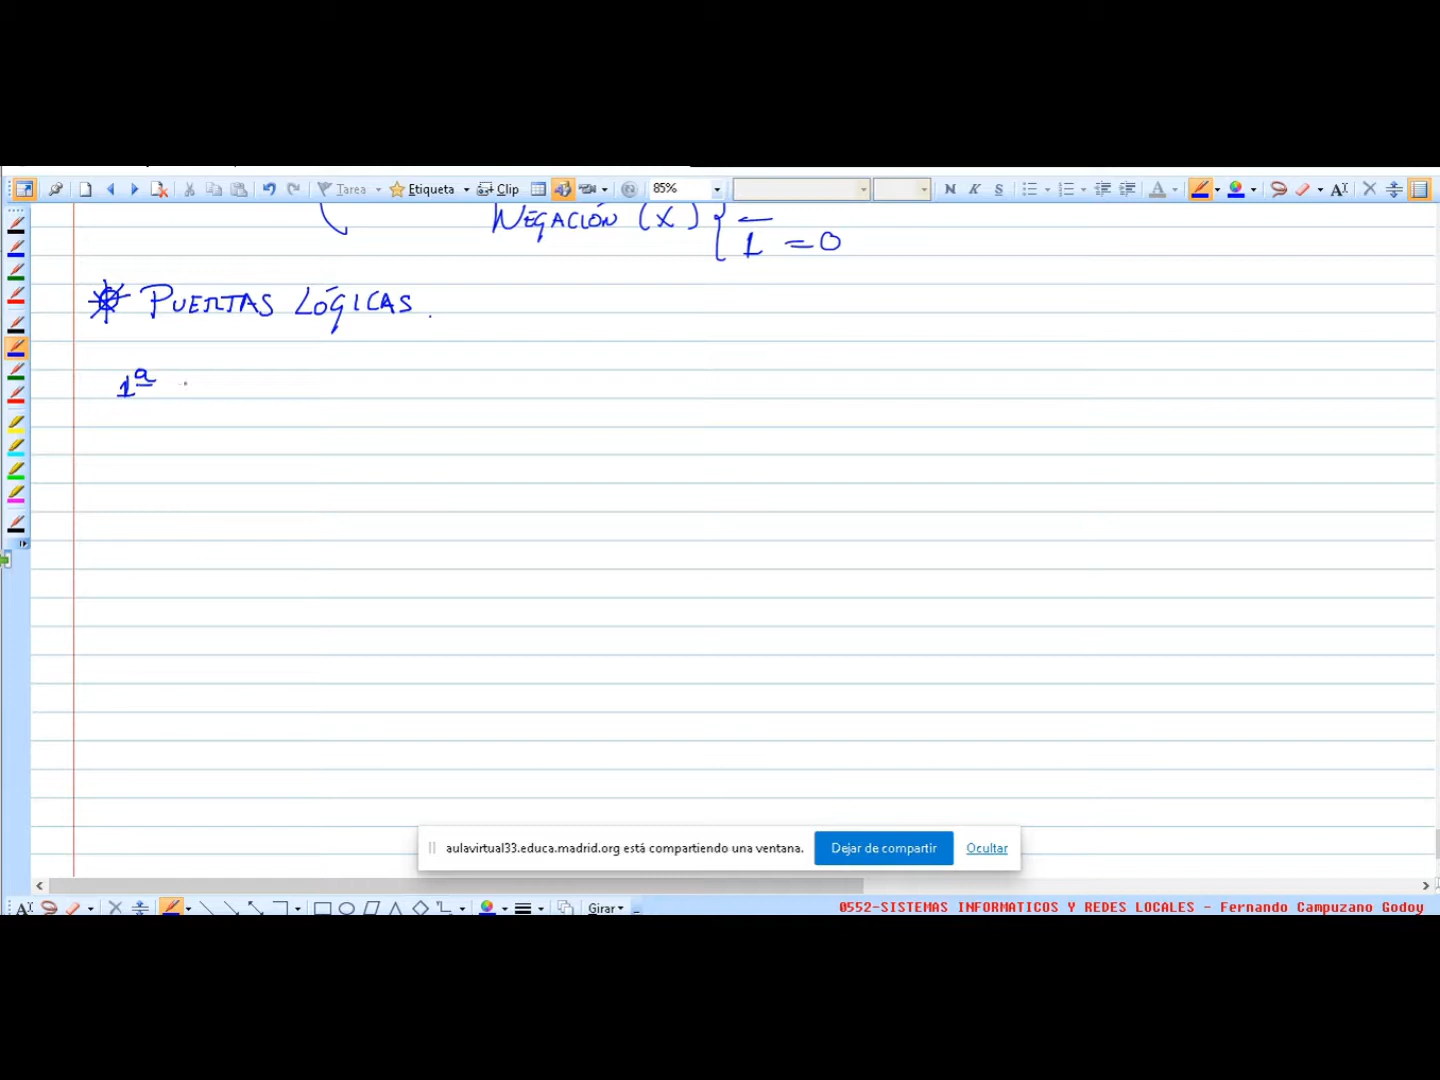 Tarea Etiqueta Clip 85% N K S A
NEGACIÓN (X) {
1 = 0
PUERTAS LÓGICAS.
1ª
aulavirtual33.educa.madrid.org está compartiendo una ventana. Dejar de compartir Ocultar
Girar
0552-SISTEMAS INFORMATICOS Y REDES LOCALES - Fernando Campuzano Godoy